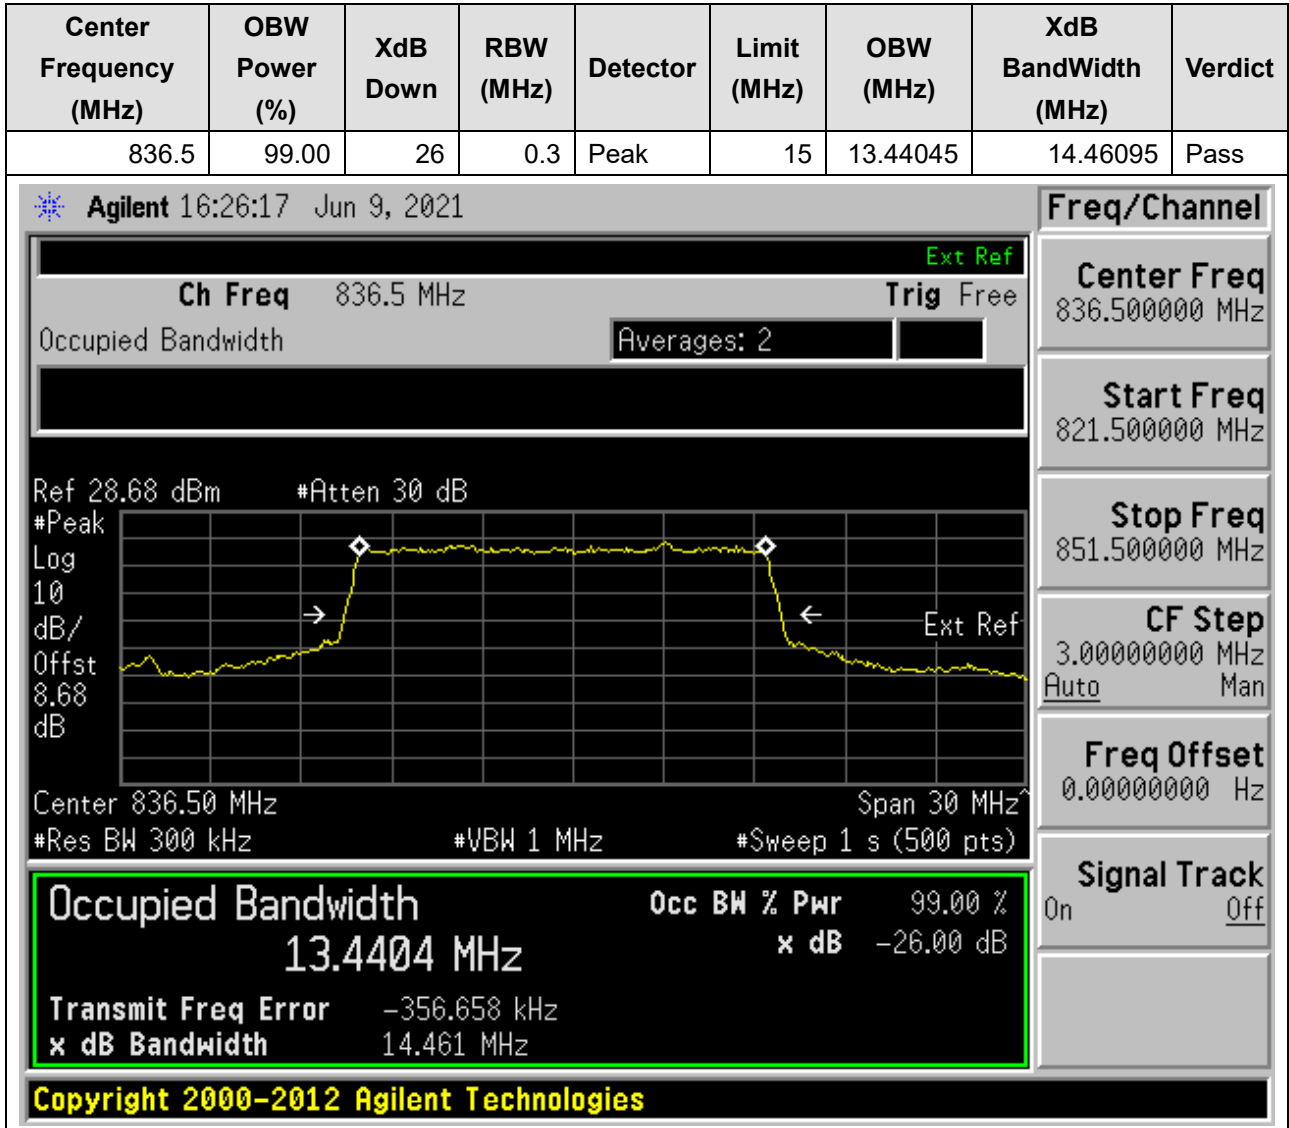 Center Frequency (MHz) OBW Power (%) XdB Down RBW (MHz) Detector Limit (MHz) OBW (MHz) XdB BandWidth (MHz) Verdict
836.5 99.00 26 0.3 Peak 15 13.44045 14.46095 Pass
Agilent 16:26:17 Jun 9, 2021
Freq/Channel
Ext Ref
Ch Freq 836.5 MHz Trig Free
Occupied Bandwidth Averages: 2
Center Freq
836.500000 MHz
Start Freq
821.500000 MHz
Stop Freq
851.500000 MHz
CF Step
3.00000000 MHz
Auto Man
Freq Offset
0.00000000 Hz
Signal Track
On Off
Ref 28.68 dBm #Atten 30 dB
#Peak
Log
10
dB/
Offst
8.68
dB
Ext Ref
Center 836.50 MHz Span 30 MHz^
#Res BW 300 kHz #VBW 1 MHz #Sweep 1 s (500 pts)
Occupied Bandwidth
13.4404 MHz
Occ BW % Pwr 99.00 %
x dB -26.00 dB
Transmit Freq Error -356.658 kHz
x dB Bandwidth 14.461 MHz
Copyright 2000-2012 Agilent Technologies